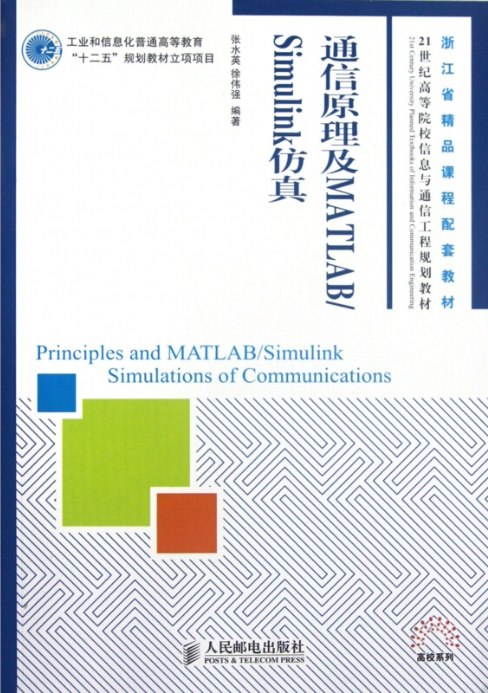 工业和信息化普通高等教育
“十二五”规划教材立项项目
张水英 徐伟强 编著
通信原理及MATLAB/
Simulink仿真
浙江省精品课程配套教材
21世纪高等院校信息与通信工程规划教材
21st Century University Planned Textbooks of Information and Communication Engineering
Principles and MATLAB/Simulink
Simulations of Communications
人民邮电出版社
POSTS & TELECOM PRESS
高校系列